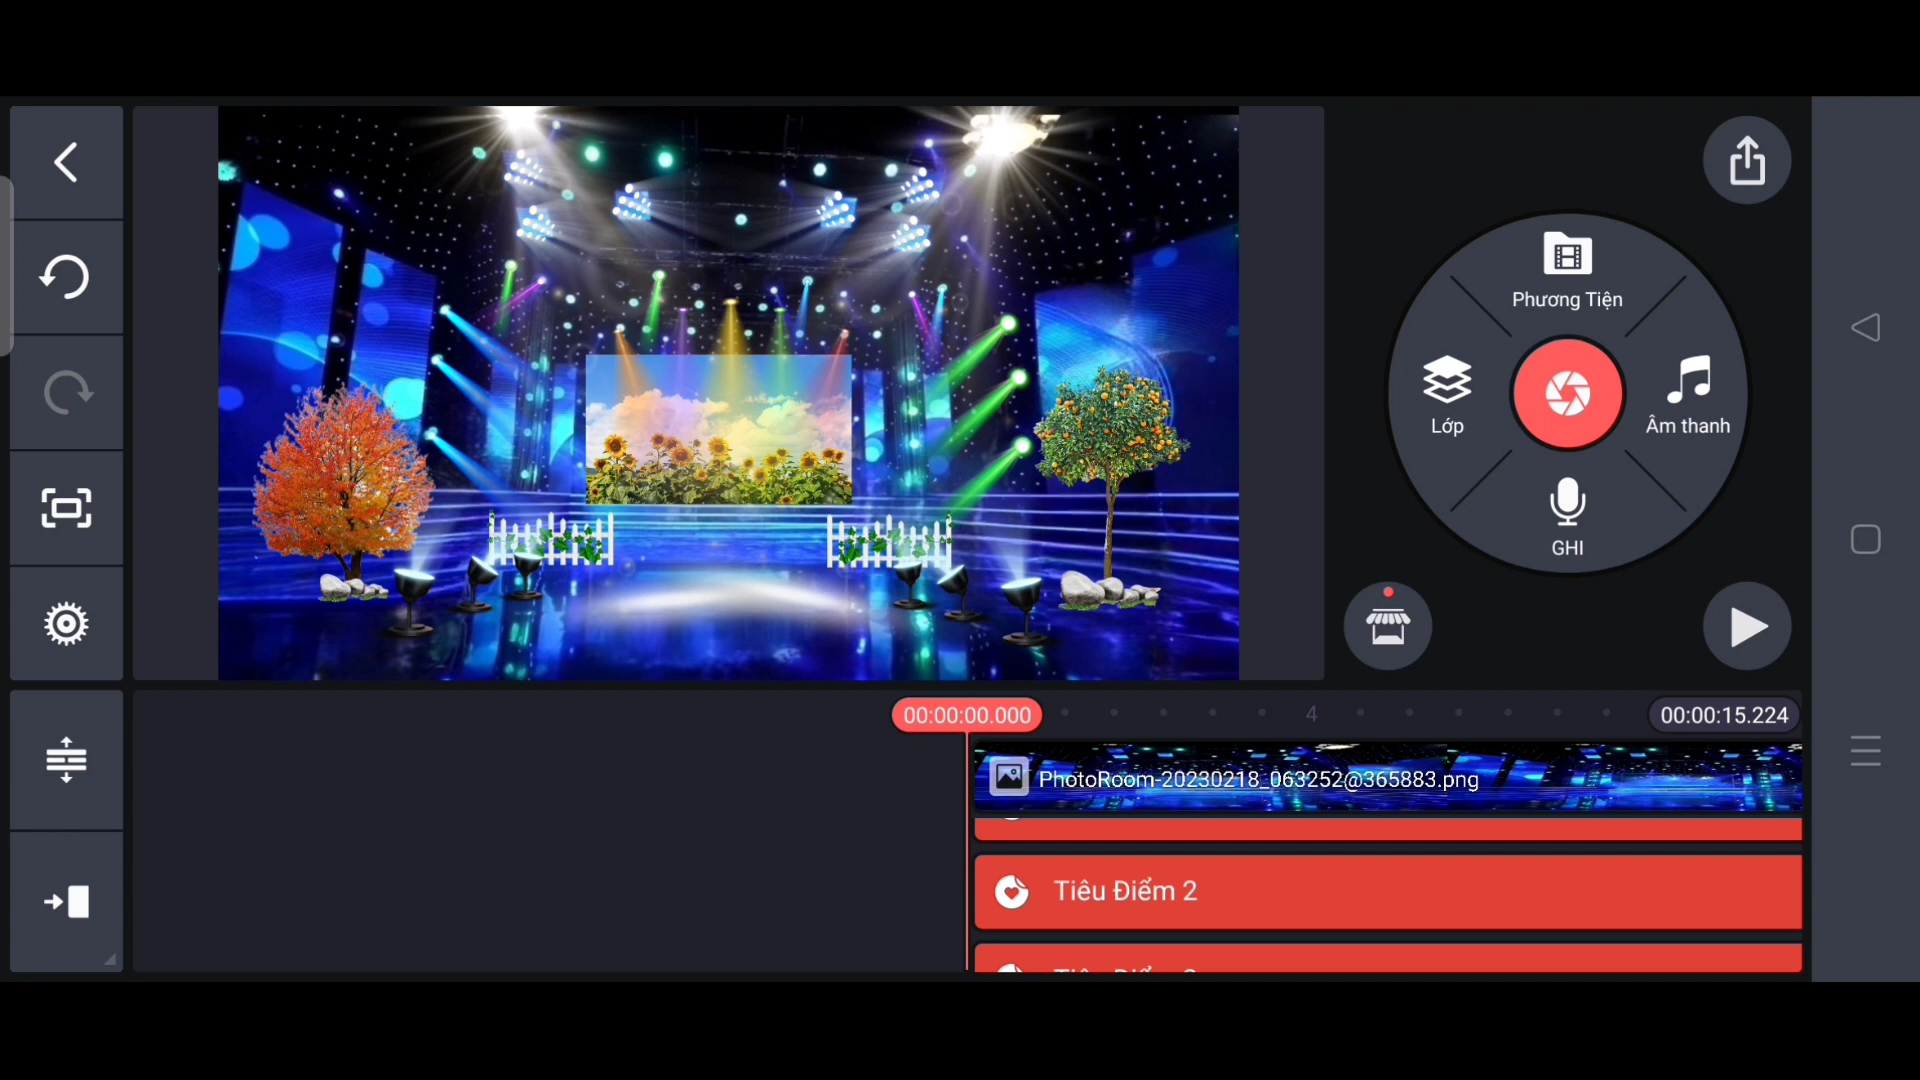 Phương Tiện
Lớp
Âm thanh
GHI
00:00:00.000
4
00:00:15.224
PhotoRoom-20230218_063252@365883.png
Tiêu Điểm 2